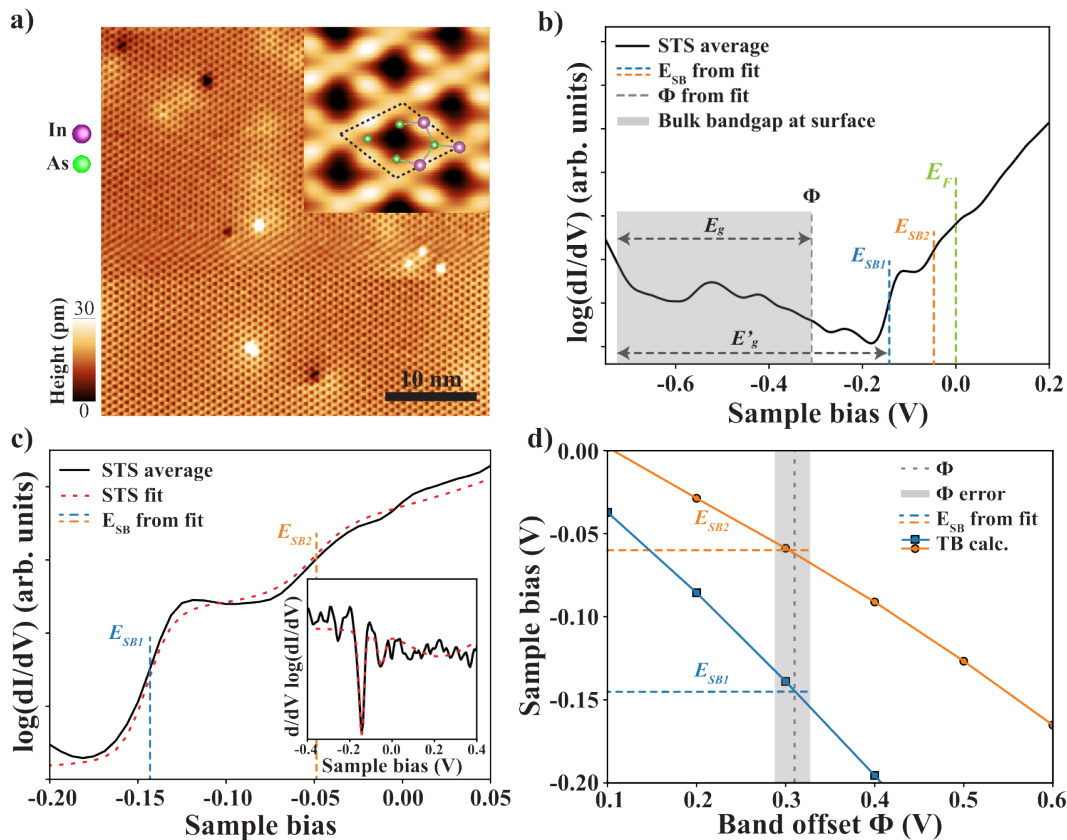 a)
In
As
Height (pm)
30
0
10 nm
b)
log(dI/dV) (arb. units)
STS average
E_SB from fit
Φ from fit
Bulk bandgap at surface
Φ
E_F
E_g
E_SB2
E_SB1
E'_g
-0.6 -0.4 -0.2 0.0 0.2
Sample bias (V)
c)
log(dI/dV) (arb. units)
STS average
STS fit
E_SB from fit
E_SB2
E_SB1
d/dV log(dI/dV)
-0.4 -0.2 0.0 0.2 0.4
Sample bias (V)
-0.20 -0.15 -0.10 -0.05 0.00 0.05
Sample bias
d)
Sample bias (V)
0.00
-0.05
-0.10
-0.15
-0.20
Φ
Φ error
E_SB from fit
TB calc.
E_SB2
E_SB1
0.1 0.2 0.3 0.4 0.5 0.6
Band offset Φ (V)